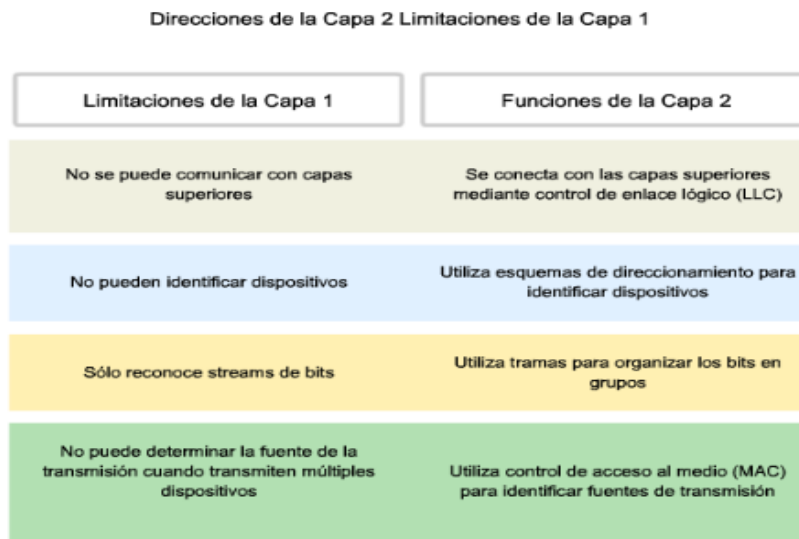 Direcciones de la Capa 2 Limitaciones de la Capa 1
Limitaciones de la Capa 1
Funciones de la Capa 2
No se puede comunicar con capas
superiores
Se conecta con las capas superiores
mediante control de enlace lógico (LLC)
No pueden identificar dispositivos
Utiliza esquemas de direccionamiento para
identificar dispositivos
Sólo reconoce streams de bits
Utiliza tramas para organizar los bits en
grupos
No puede determinar la fuente de la
transmisión cuando transmiten múltiples
dispositivos
Utiliza control de acceso al medio (MAC)
para identificar fuentes de transmisión